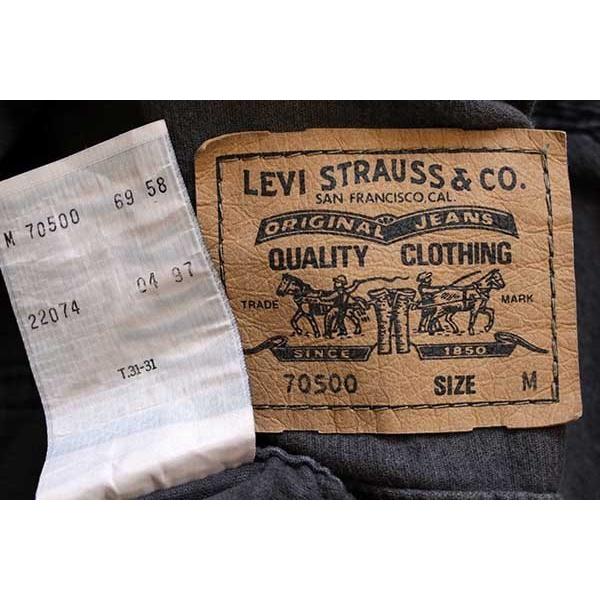 M 70500 69 58
22074 04 97
T.31-31
LEVI STRAUSS & CO.
SAN FRANCISCO,CAL.
ORIGINAL JEANS
QUALITY CLOTHING
TRADE MARK
SINCE 1850
70500 SIZE M